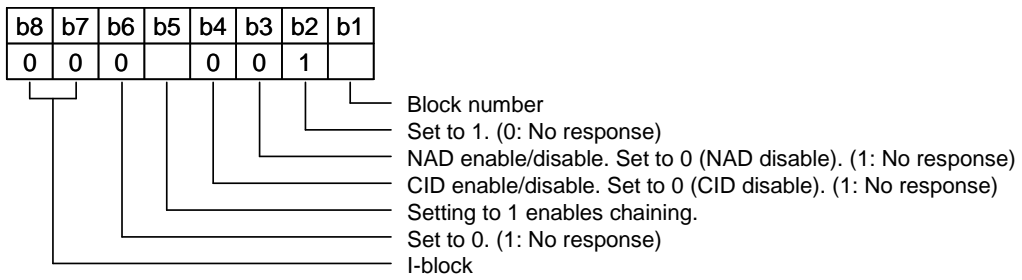 b8 b7 b6 b5 b4 b3 b2 b1
0 0 0 0 0 1
Block number
Set to 1. (0: No response)
NAD enable/disable. Set to 0 (NAD disable). (1: No response)
CID enable/disable. Set to 0 (CID disable). (1: No response)
Setting to 1 enables chaining.
Set to 0. (1: No response)
I-block